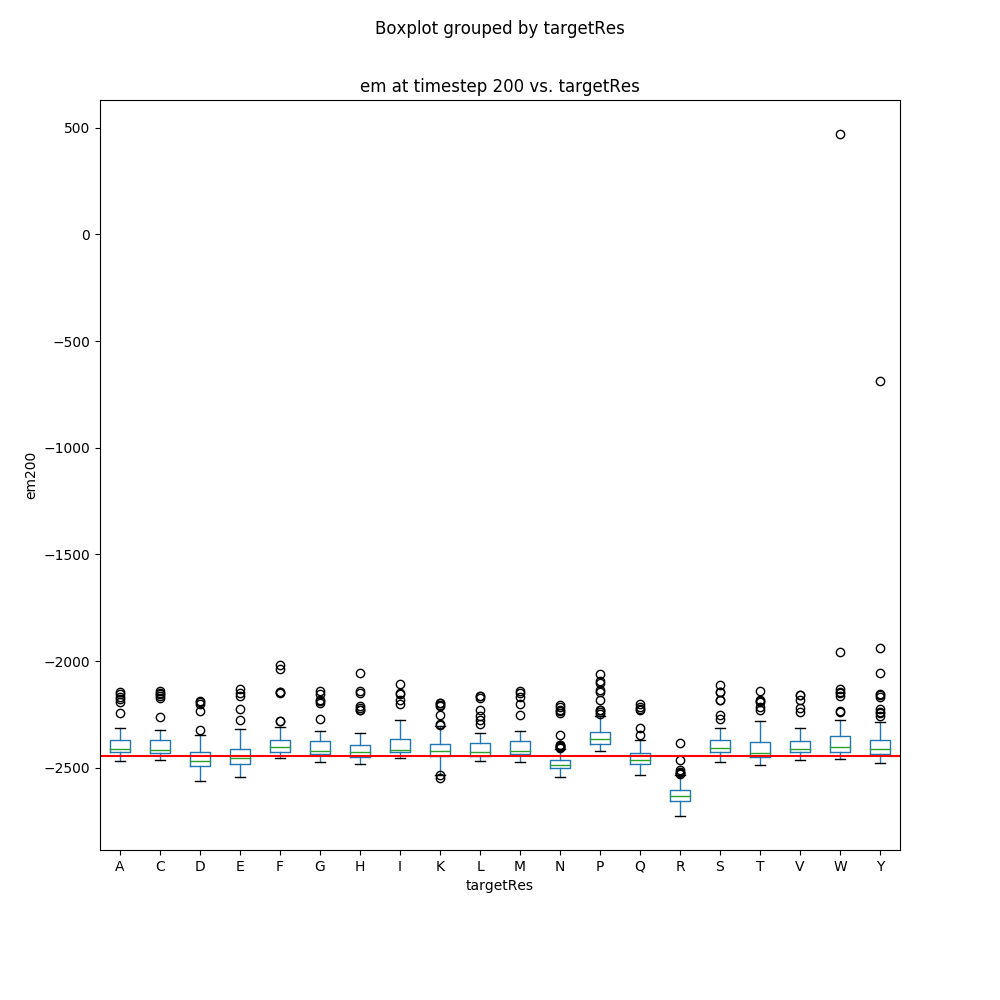 Boxplot grouped by targetRes
em at timestep 200 vs. targetRes
500
0
−500
−1000
−1500
−2000
−2500
em200
A C D E F G H I K L M N P Q R S T V W Y
targetRes